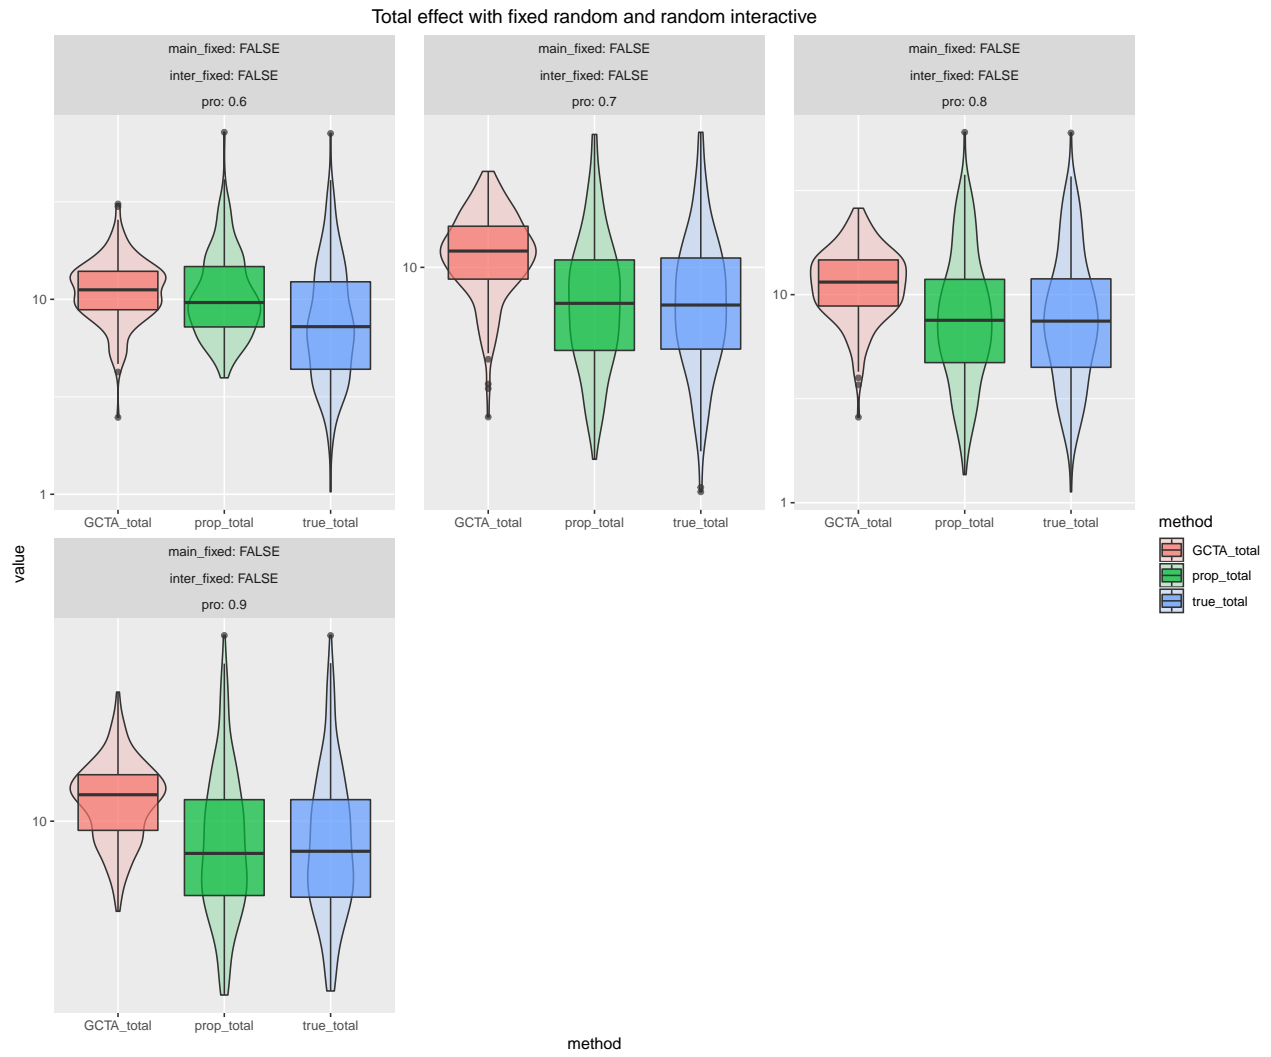 Total effect with fixed random and random interactive
main_fixed: FALSE
inter_fixed: FALSE
pro: 0.6
main_fixed: FALSE
inter_fixed: FALSE
pro: 0.7
main_fixed: FALSE
inter_fixed: FALSE
pro: 0.8
10
1
10
10
1
GCTA_total prop_total true_total
GCTA_total prop_total true_total
GCTA_total prop_total true_total
main_fixed: FALSE
inter_fixed: FALSE
pro: 0.9
10
GCTA_total prop_total true_total
value
method
method
GCTA_total
prop_total
true_total